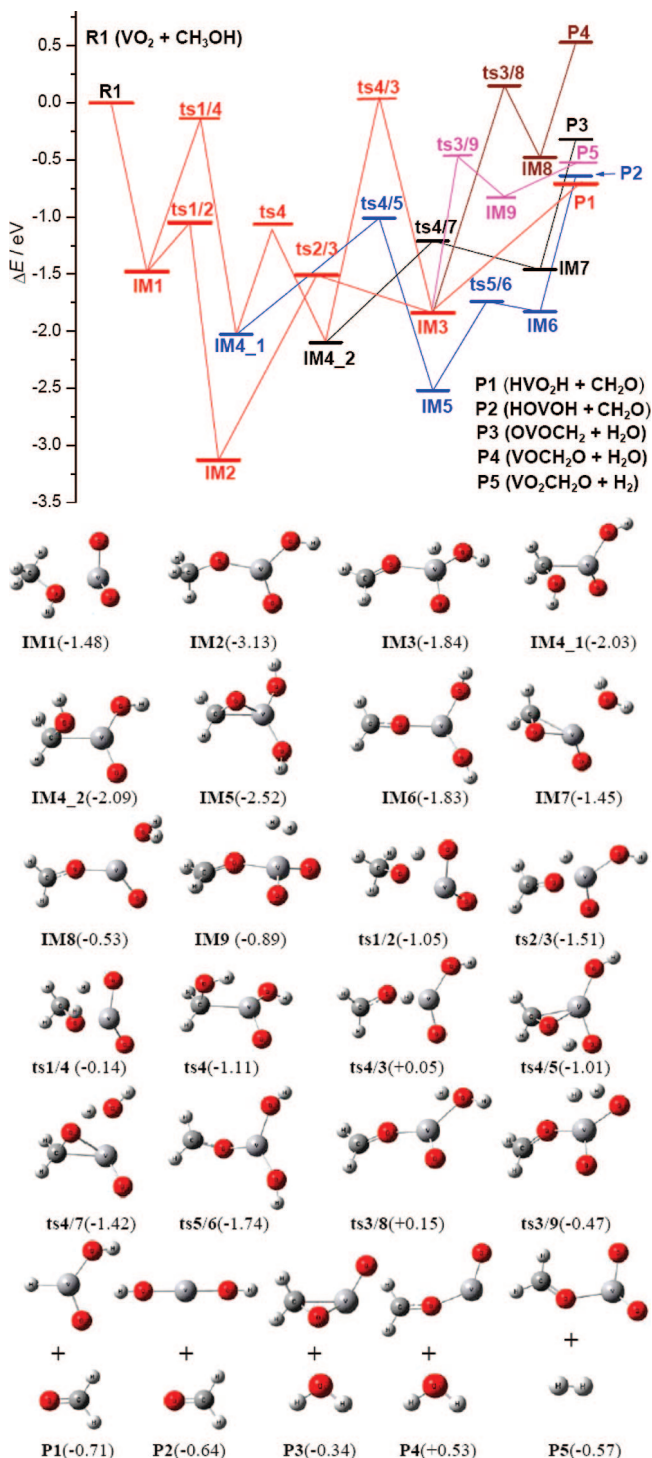 R1 (VO2 + CH3OH)
P4
0.5
ts3/8
ts4/3
R1
0.0
ts1/4
P3
ts3/9
IM8
P5
-0.5
P2
ts4/5
IM9
P1
ts1/2
ts4
-1.0
ts4/7
ts2/3
ΔE / eV
-1.5
IM1
IM7
ts5/6
IM3
IM6
-2.0
IM4_1
IM4_2
-2.5
IM5
P1 (HVO2H + CH2O)
P2 (HOVOH + CH2O)
-3.0
IM2
P3 (OVOCH2 + H2O)
P4 (VOCH2O + H2O)
-3.5
P5 (VO2CH2O + H2)
IM1(-1.48) IM2(-3.13) IM3(-1.84) IM4_1(-2.03)
IM4_2(-2.09) IM5(-2.52) IM6(-1.83) IM7(-1.45)
IM8(-0.53) IM9 (-0.89) ts1/2(-1.05) ts2/3(-1.51)
ts1/4 (-0.14) ts4(-1.11) ts4/3(+0.05) ts4/5(-1.01)
ts4/7(-1.42) ts5/6(-1.74) ts3/8(+0.15) ts3/9(-0.47)
+ + + + +
P1(-0.71) P2(-0.64) P3(-0.34) P4(+0.53) P5(-0.57)